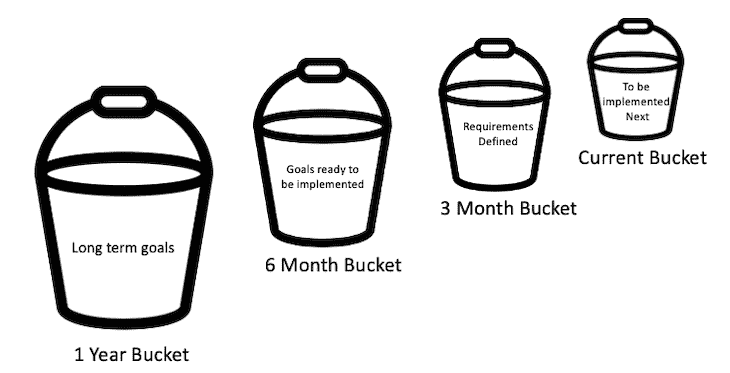 Long term goals
1 Year Bucket
Goals ready to
be implemented
6 Month Bucket
Requirements
Defined
3 Month Bucket
To be
implemented
Next
Current Bucket